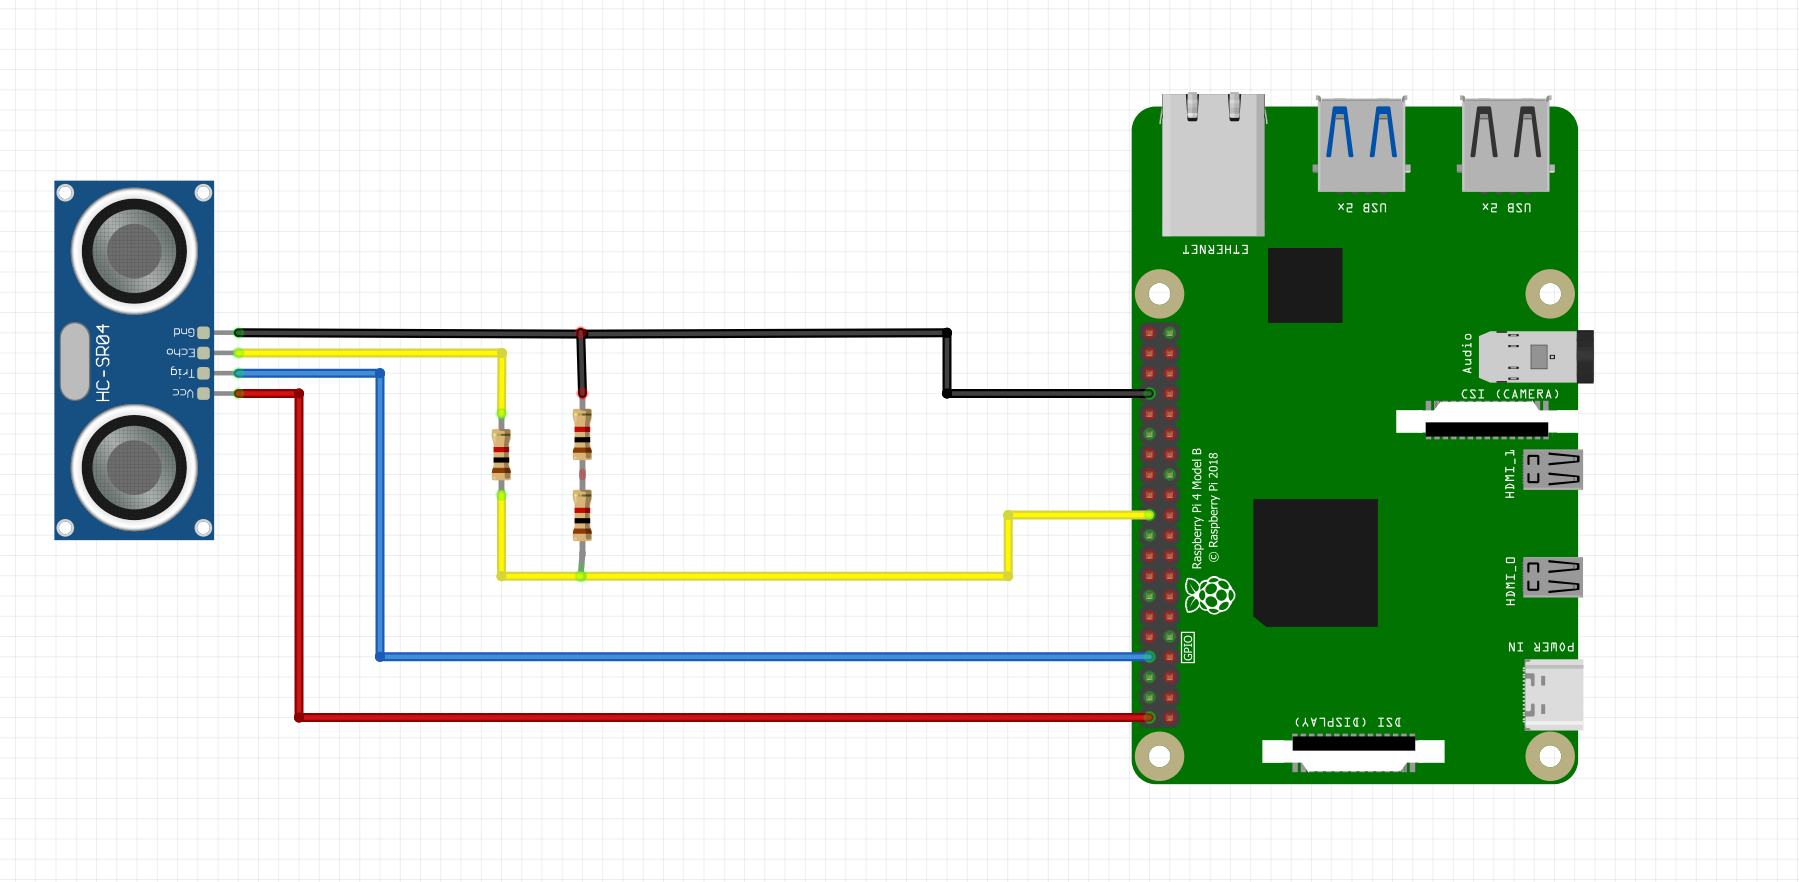 HC-SR04
Gnd
Echo
Trig
Vcc
ETHERNET
USB 2x
USB 2x
Audio
CSI (CAMERA)
HDMI_1
HDMI_0
POWER IN
Raspberry Pi 4 Model B
© Raspberry Pi 2018
GPIO
DSI (DISPLAY)